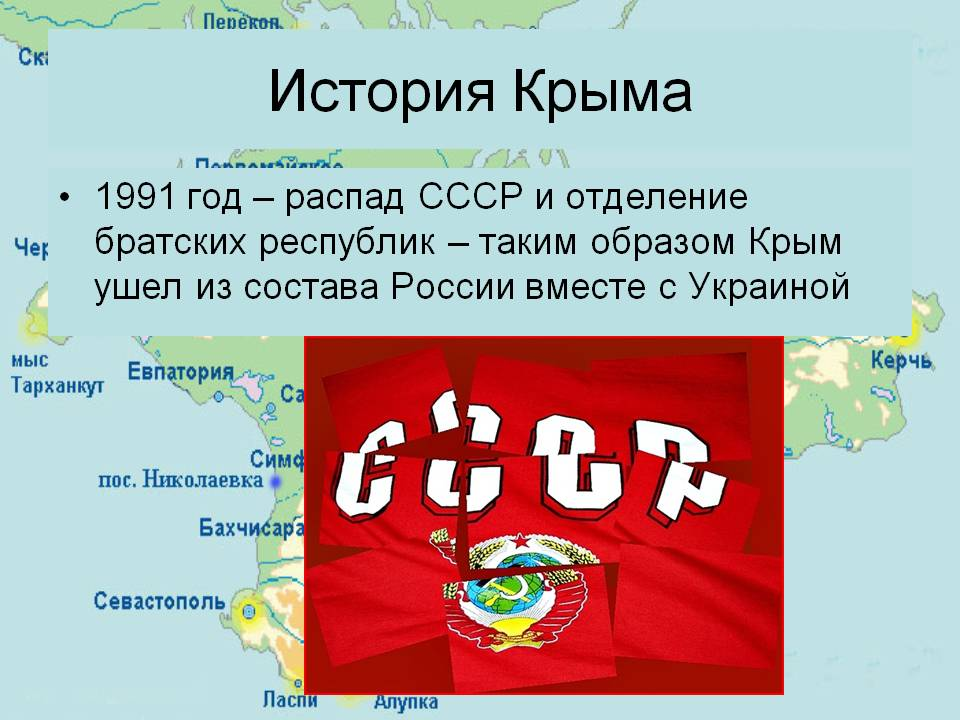 Перекоп
История Крыма
Первомайское
• 1991 год – распад СССР и отделение
братских республик – таким образом Крым
ушел из состава России вместе с Украиной
мыс
Тарханкут
Евпатория
Керчь
СССР
пос. Николаевка
Севастополь
Ласпи
Алупка